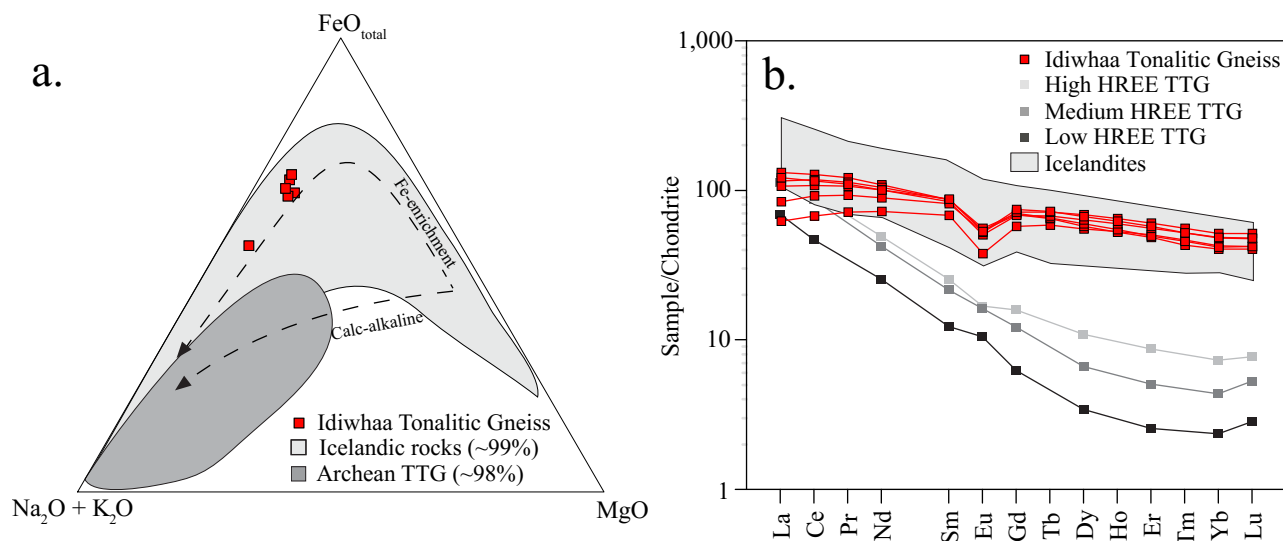 a.
FeO total
Fe-enrichment
Calc-alkaline
Idiwhaa Tonalitic Gneiss
Icelandic rocks (~99%)
Archean TTG (~98%)
Na2O + K2O
MgO
b.
Sample/Chondrite
1,000
100
10
1
Idiwhaa Tonalitic Gneiss
High HREE TTG
Medium HREE TTG
Low HREE TTG
Icelandites
La Ce Pr Nd Sm Eu Gd Tb Dy Ho Er Tm Yb Lu